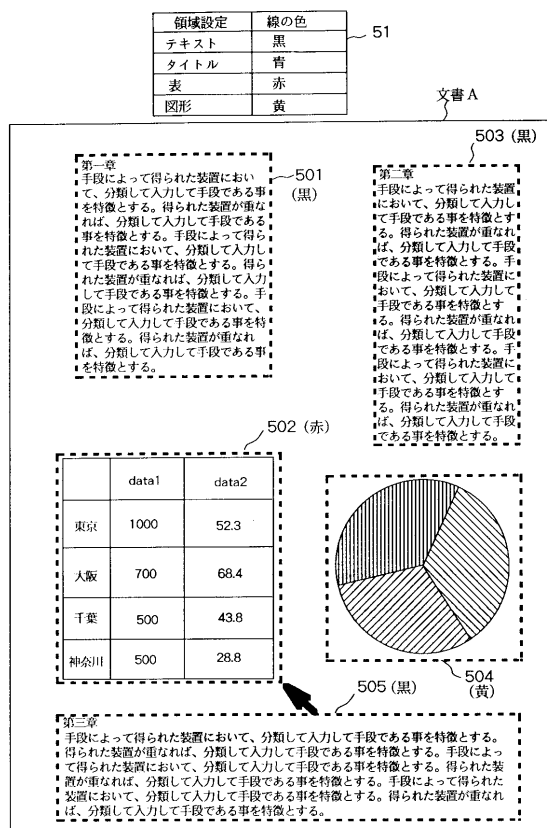 領域設定 線の色
テキスト 黒
タイトル 青
表 赤
図形 黄
51
文書A
501
(黒)
第一章
手段によって得られた装置におい
て、分類して入力して手段である事
を特徴とする。得られた装置が重な
れば、分類して入力して手段である
事を特徴とする。手段によって得ら
れた装置において、分類して入力し
て手段である事を特徴とする。得ら
れた装置が重なれば、分類して入力
して手段である事を特徴とする。手
段によって得られた装置において、
分類して入力して手段である事を特
徴とする。得られた装置が重なれ
ば、分類して入力して手段である事
を特徴とする。
503(黒)
第二章
手段によって得られた装置
において、分類して入力し
て手段である事を特徴とす
る。得られた装置が重なれ
ば、分類して入力して手段
である事を特徴とする。手
段によって得られた装置に
おいて、分類して入力して
手段である事を特徴とす
る。得られた装置が重なれ
ば、分類して入力して手段
である事を特徴とする。手
段によって得られた装置に
おいて、分類して入力して
手段である事を特徴とす
る。得られた装置が重なれ
ば、分類して入力して手段
である事を特徴とする。
502(赤)
data1 data2
東京 1000 52.3
大阪 700 68.4
千葉 500 43.8
神奈川 500 28.8
504
(黄)
505(黒)
第三章
手段によって得られた装置において、分類して入力して手段である事を特徴とする。
得られた装置が重なれば、分類して入力して手段である事を特徴とする。手段によっ
て得られた装置において、分類して入力して手段である事を特徴とする。得られた装
置が重なれば、分類して入力して手段である事を特徴とする。手段によって得られた
装置において、分類して入力して手段である事を特徴とする。得られた装置が重なれ
ば、分類して入力して手段である事を特徴とする。